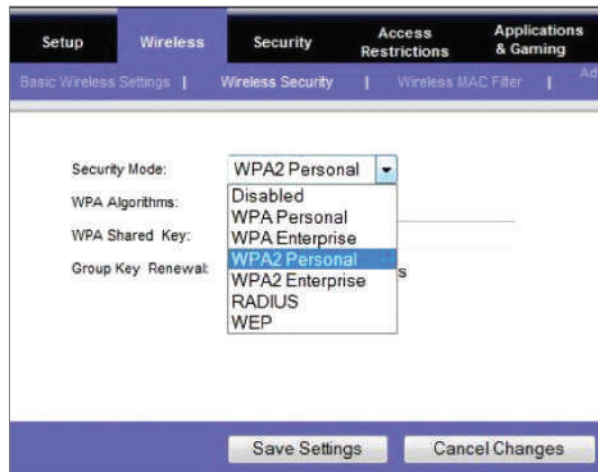 Setup Wireless Security Access Restrictions Applications & Gaming
Basic Wireless Settings | Wireless Security | Wireless MAC Filter | Ad
Security Mode: WPA2 Personal
WPA Algorithms: Disabled
WPA Personal
WPA Shared Key: WPA Enterprise
WPA2 Personal
Group Key Renewal: WPA2 Enterprise s
RADIUS
WEP
Save Settings Cancel Changes